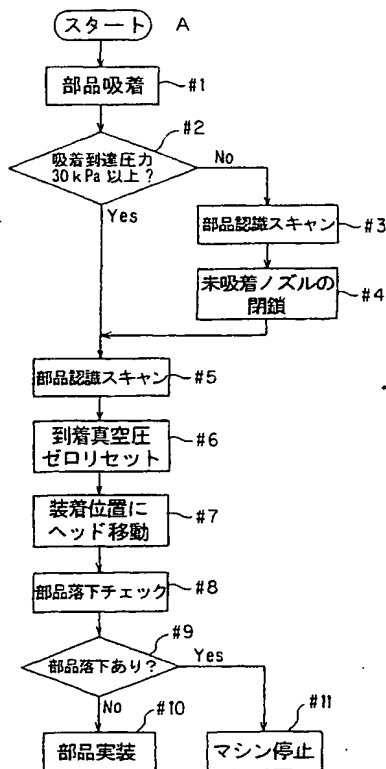 スタート A
部品吸着 #1
#2
吸着到達圧力
30kPa以上？
No
Yes
部品認識スキャン #3
未吸着ノズルの
閉鎖
#4
部品認識スキャン #5
到着真空圧
ゼロリセット
#6
装着位置に
ヘッド移動
#7
部品落下チェック #8
#9
部品落下あり？
Yes
No
#10
部品実装
#11
マシン停止